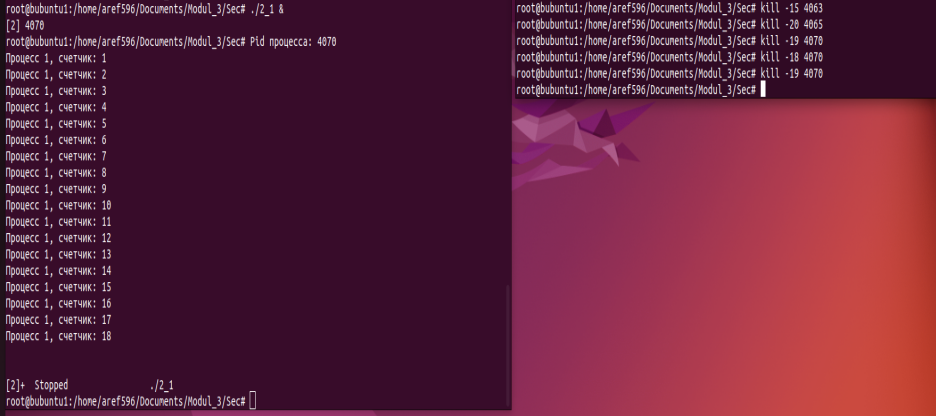 root@bubuntu1:/home/aref596/Documents/Modul_3/Sec# ./2_1 &
[2] 4070
root@bubuntu1:/home/aref596/Documents/Modul_3/Sec# Pid процесса: 4070
Процесс 1, счетчик: 1
Процесс 1, счетчик: 2
Процесс 1, счетчик: 3
Процесс 1, счетчик: 4
Процесс 1, счетчик: 5
Процесс 1, счетчик: 6
Процесс 1, счетчик: 7
Процесс 1, счетчик: 8
Процесс 1, счетчик: 9
Процесс 1, счетчик: 10
Процесс 1, счетчик: 11
Процесс 1, счетчик: 12
Процесс 1, счетчик: 13
Процесс 1, счетчик: 14
Процесс 1, счетчик: 15
Процесс 1, счетчик: 16
Процесс 1, счетчик: 17
Процесс 1, счетчик: 18
[2]+  Stopped                 ./2_1
root@bubuntu1:/home/aref596/Documents/Modul_3/Sec#
root@bubuntu1:/home/aref596/Documents/Modul_3/Sec# kill -15 4063
root@bubuntu1:/home/aref596/Documents/Modul_3/Sec# kill -20 4065
root@bubuntu1:/home/aref596/Documents/Modul_3/Sec# kill -19 4070
root@bubuntu1:/home/aref596/Documents/Modul_3/Sec# kill -18 4070
root@bubuntu1:/home/aref596/Documents/Modul_3/Sec# kill -19 4070
root@bubuntu1:/home/aref596/Documents/Modul_3/Sec#